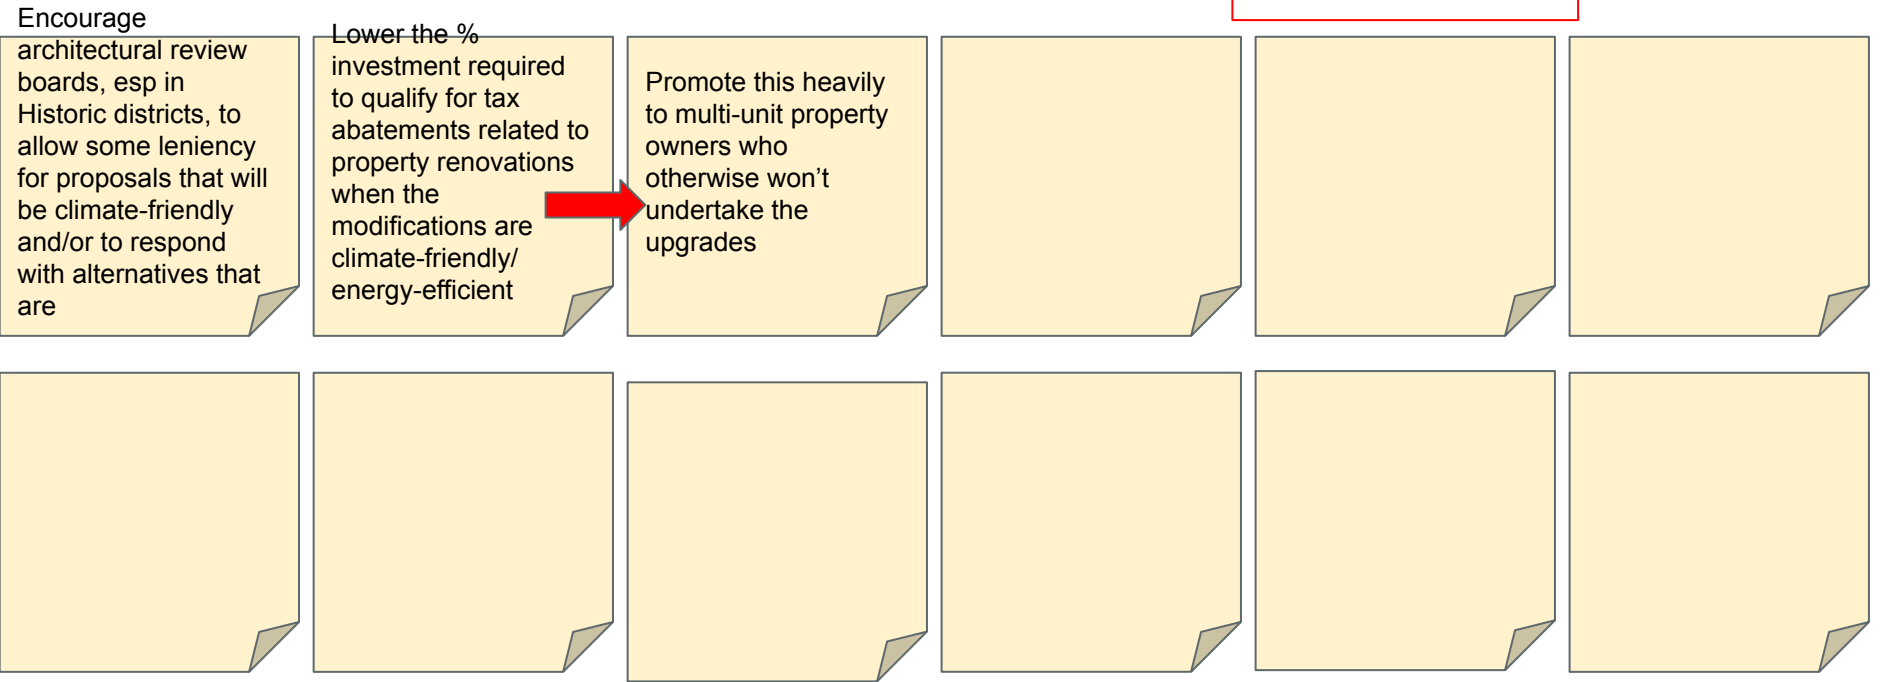 Encourage
architectural review
boards, esp in
Historic districts, to
allow some leniency
for proposals that will
be climate-friendly
and/or to respond
with alternatives that
are
Lower the %
investment required
to qualify for tax
abatements related to
property renovations
when the
modifications are
climate-friendly/
energy-efficient
Promote this heavily
to multi-unit property
owners who
otherwise won’t
undertake the
upgrades